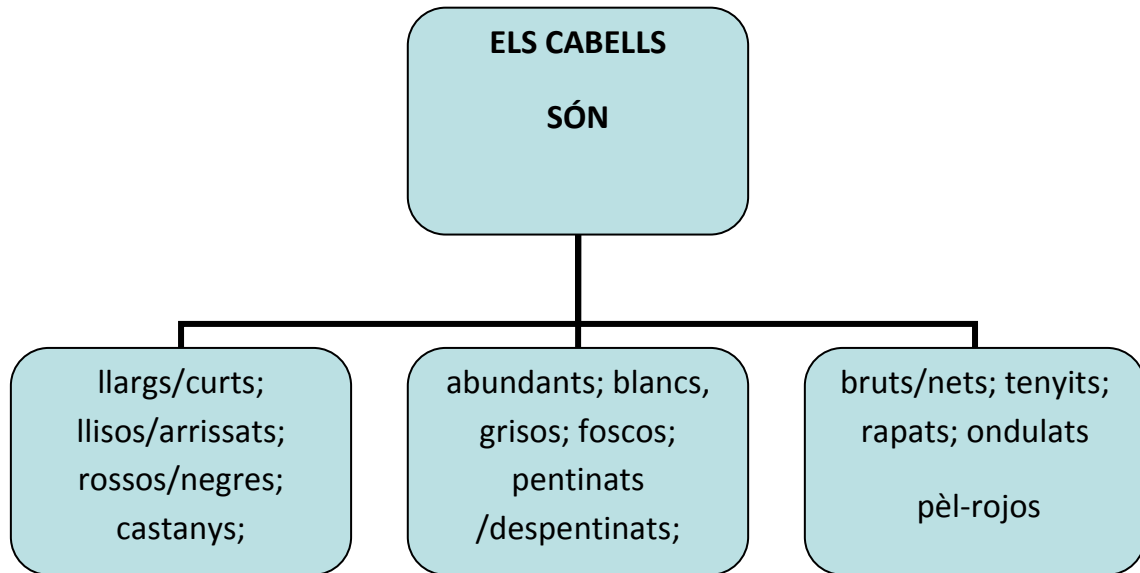 ELS CABELLS
SÓN
llargs/curts;
llisos/arrissats;
rossos/negres;
castanys;
abundants; blancs,
grisos; foscos;
pentinats
/despentinats;
bruts/nets; tenyits;
rapats; ondulats
pèl-rojos